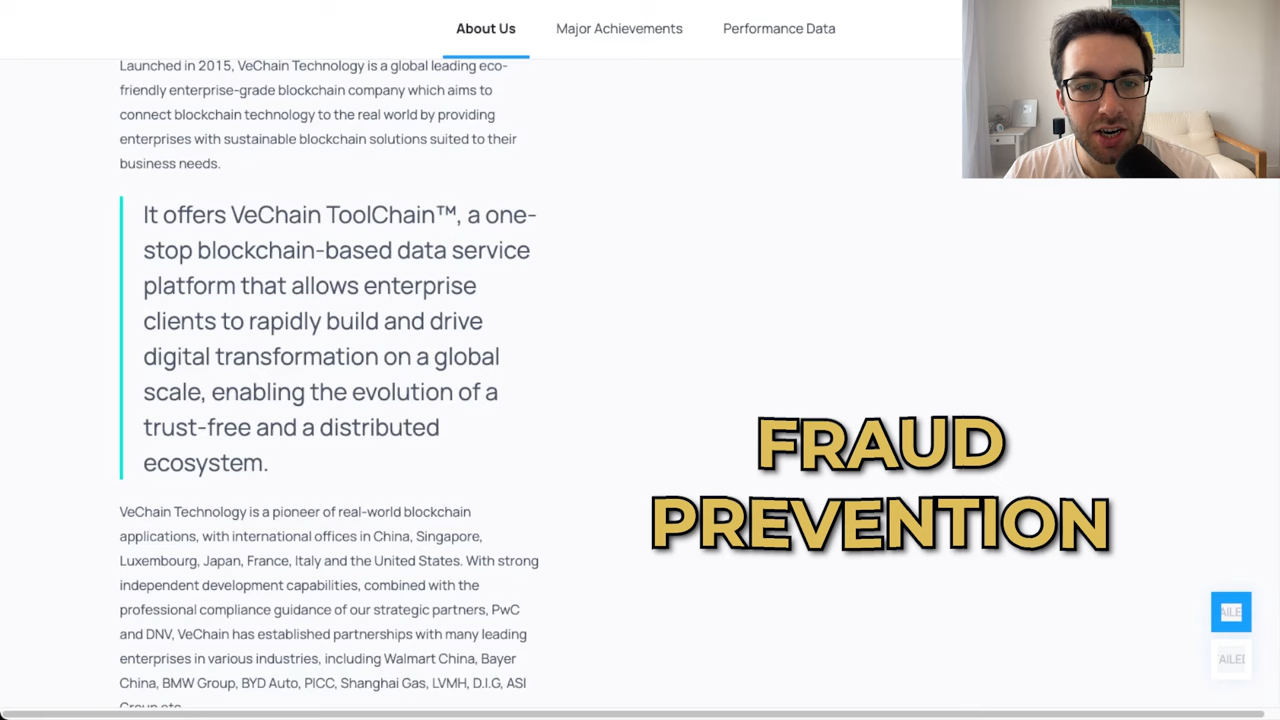 About Us
Major Achievements
Performance Data
Launched in 2015, VeChain Technology is a global leading eco-
friendly enterprise-grade blockchain company which aims to
connect blockchain technology to the real world by providing
enterprises with sustainable blockchain solutions suited to their
business needs.
It offers VeChain ToolChain™, a one-
stop blockchain-based data service
platform that allows enterprise
clients to rapidly build and drive
digital transformation on a global
scale, enabling the evolution of a
trust-free and a distributed
ecosystem.
VeChain Technology is a pioneer of real-world blockchain
applications, with international offices in China, Singapore,
Luxembourg, Japan, France, Italy and the United States. With strong
independent development capabilities, combined with the
professional compliance guidance of our strategic partners, PwC
and DNV, VeChain has established partnerships with many leading
enterprises in various industries, including Walmart China, Bayer
China, BMW Group, BYD Auto, PICC, Shanghai Gas, LVMH, D.I.G, ASI
Group etc.
FRAUD
PREVENTION